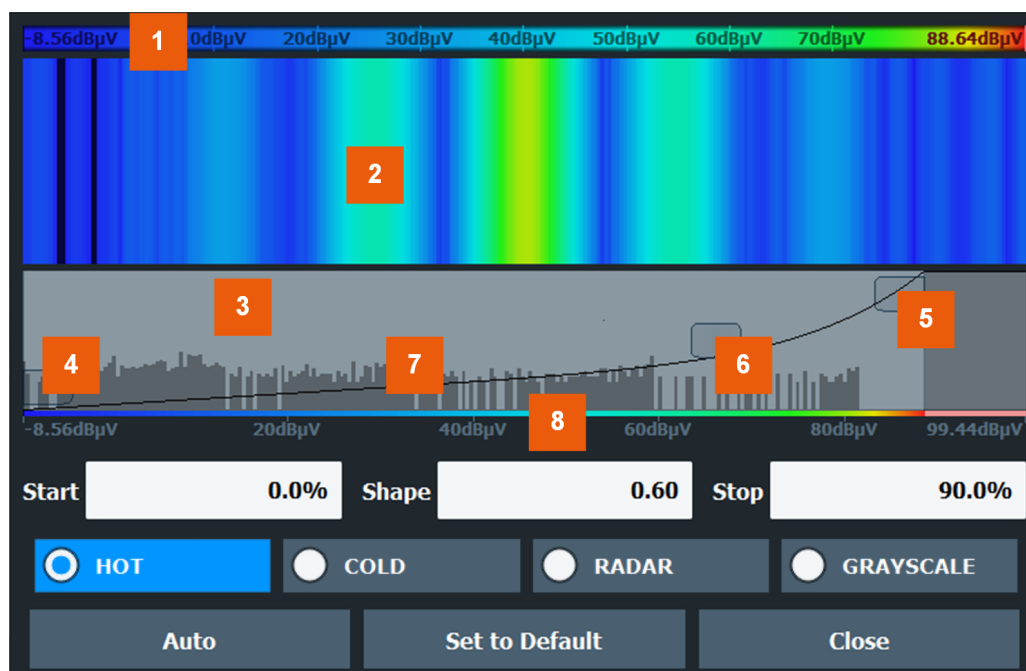 -8.56dBµV 1 0dBµV 20dBµV 30dBµV 40dBµV 50dBµV 60dBµV 70dBµV 88.64dBµV
2
3
4 7 6 5
8
-8.56dBµV 20dBµV 40dBµV 60dBµV 80dBµV 99.44dBµV
Start 0.0% Shape 0.60 Stop 90.0%
HOT COLD RADAR GRAYSCALE
Auto Set to Default Close